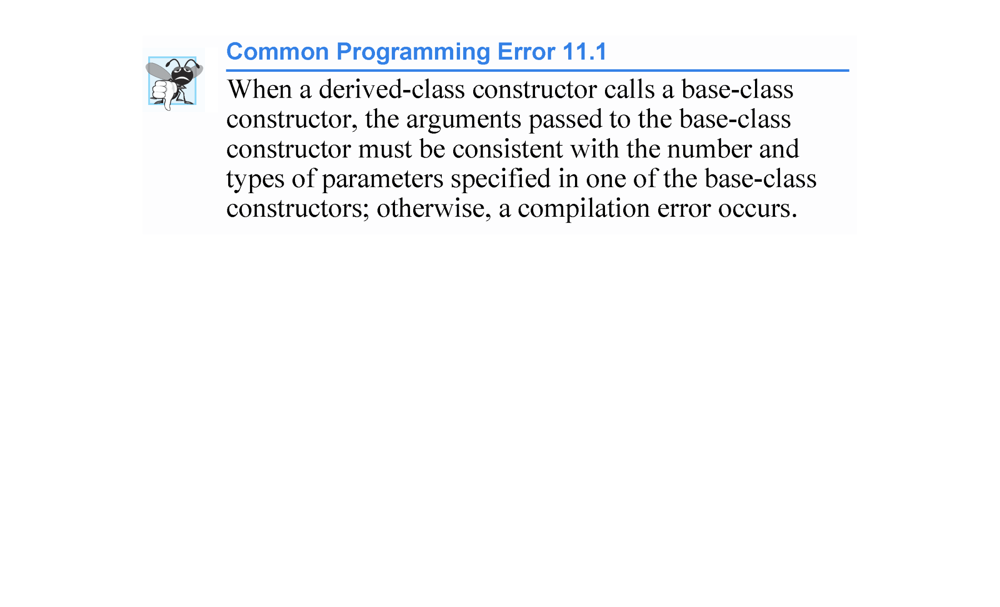 Common Programming Error 11.1
When a derived-class constructor calls a base-class
constructor, the arguments passed to the base-class
constructor must be consistent with the number and
types of parameters specified in one of the base-class
constructors; otherwise, a compilation error occurs.